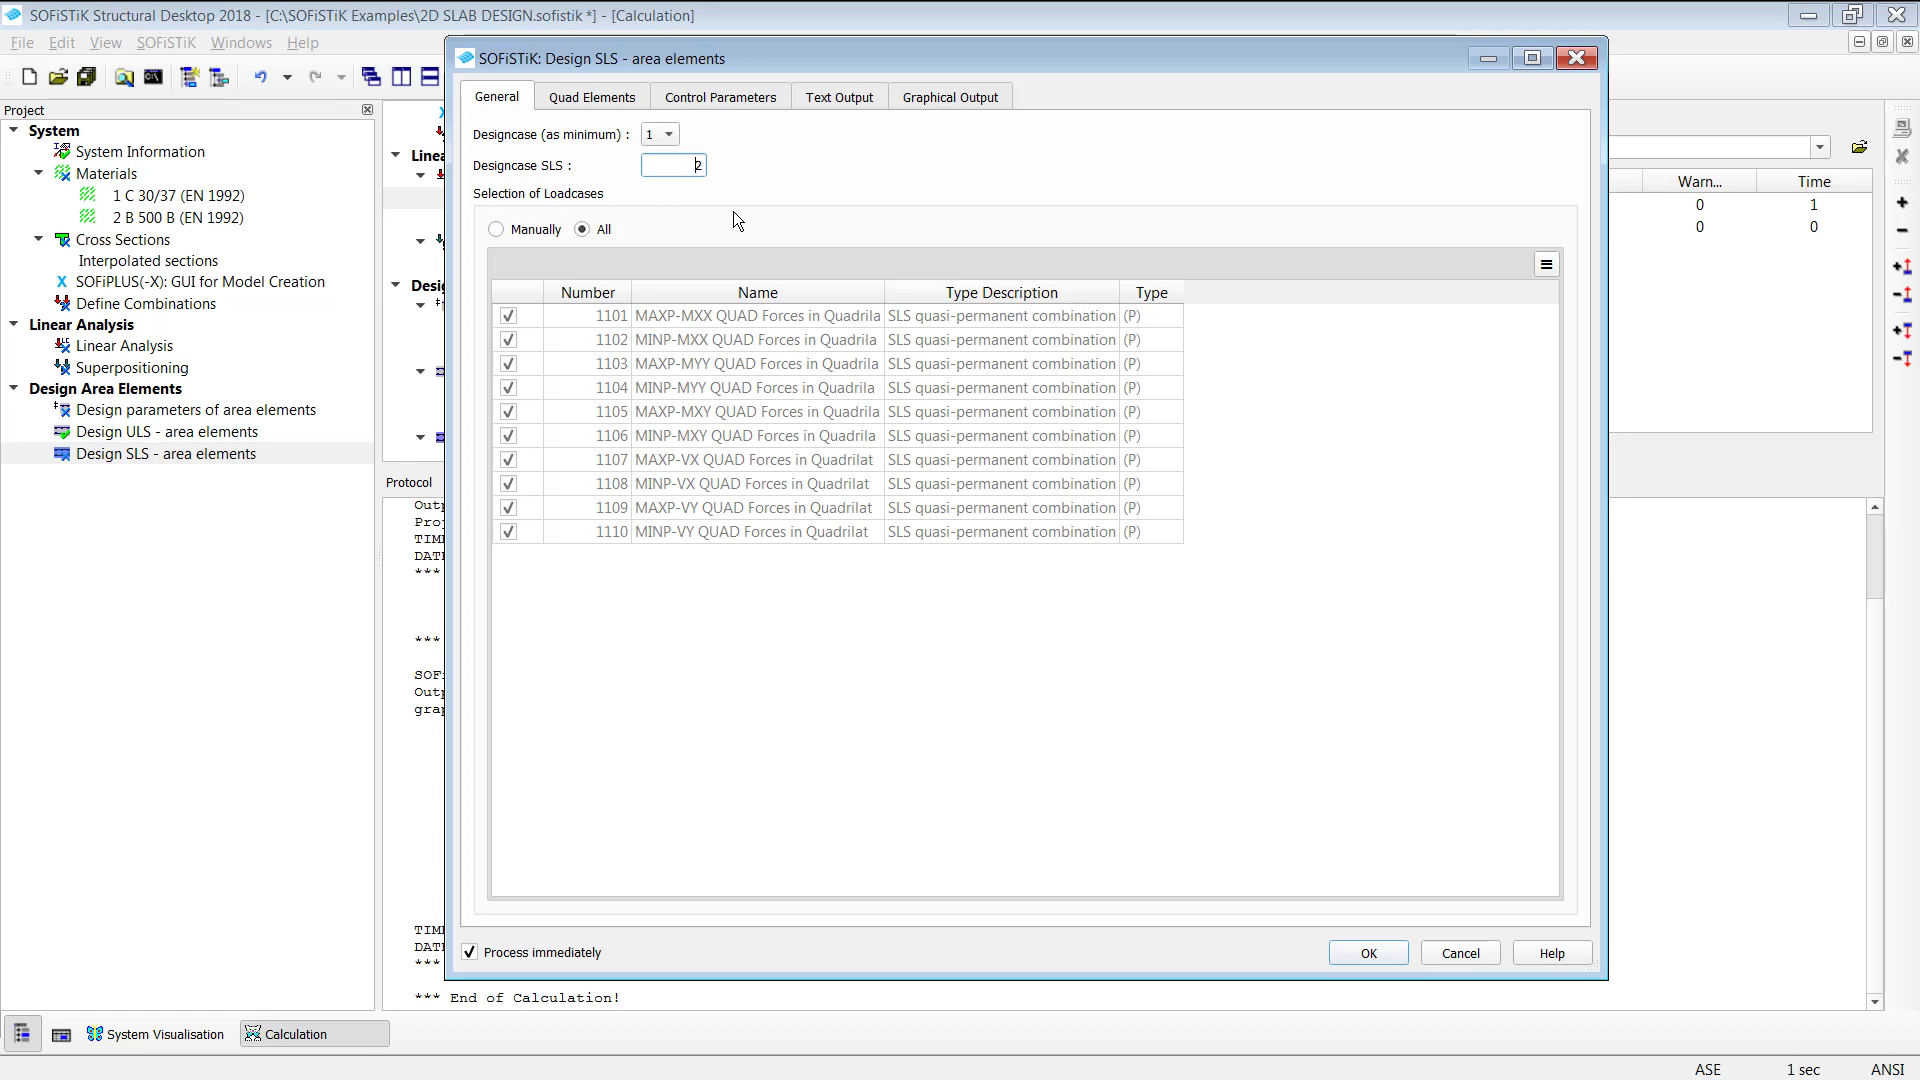 SOFiSTiK Structural Desktop 2018 - [C:\SOFiSTiK Examples\2D SLAB DESIGN.sofistik *] - [Calculation]
File Edit View SOFiSTiK Windows Help
Project
System
System Information
Materials
1 C 30/37 (EN 1992)
2 B 500 B (EN 1992)
Cross Sections
Interpolated sections
X SOFiPLUS(-X): GUI for Model Creation
Define Combinations
Linear Analysis
Linear Analysis
Superpositioning
Design Area Elements
Design parameters of area elements
Design ULS - area elements
Design SLS - area elements
Linea
Desig
Protocol
Outp
Proj
TIME
DATE
***
***
SOFi
Outp
grap
TIME
DATE
***
*** End of Calculation!
SOFiSTiK: Design SLS - area elements
General Quad Elements Control Parameters Text Output Graphical Output
Designcase (as minimum) : 1
Designcase SLS : 2
Selection of Loadcases
Manually All
Number Name Type Description Type
1101 MAXP-MXX QUAD Forces in Quadrila SLS quasi-permanent combination (P)
1102 MINP-MXX QUAD Forces in Quadrila SLS quasi-permanent combination (P)
1103 MAXP-MYY QUAD Forces in Quadrila SLS quasi-permanent combination (P)
1104 MINP-MYY QUAD Forces in Quadrila SLS quasi-permanent combination (P)
1105 MAXP-MXY QUAD Forces in Quadrila SLS quasi-permanent combination (P)
1106 MINP-MXY QUAD Forces in Quadrila SLS quasi-permanent combination (P)
1107 MAXP-VX QUAD Forces in Quadrilat SLS quasi-permanent combination (P)
1108 MINP-VX QUAD Forces in Quadrilat SLS quasi-permanent combination (P)
1109 MAXP-VY QUAD Forces in Quadrilat SLS quasi-permanent combination (P)
1110 MINP-VY QUAD Forces in Quadrilat SLS quasi-permanent combination (P)
Process immediately
OK Cancel Help
Warn... Time
0 1
0 0
System Visualisation Calculation
ASE 1 sec ANSI